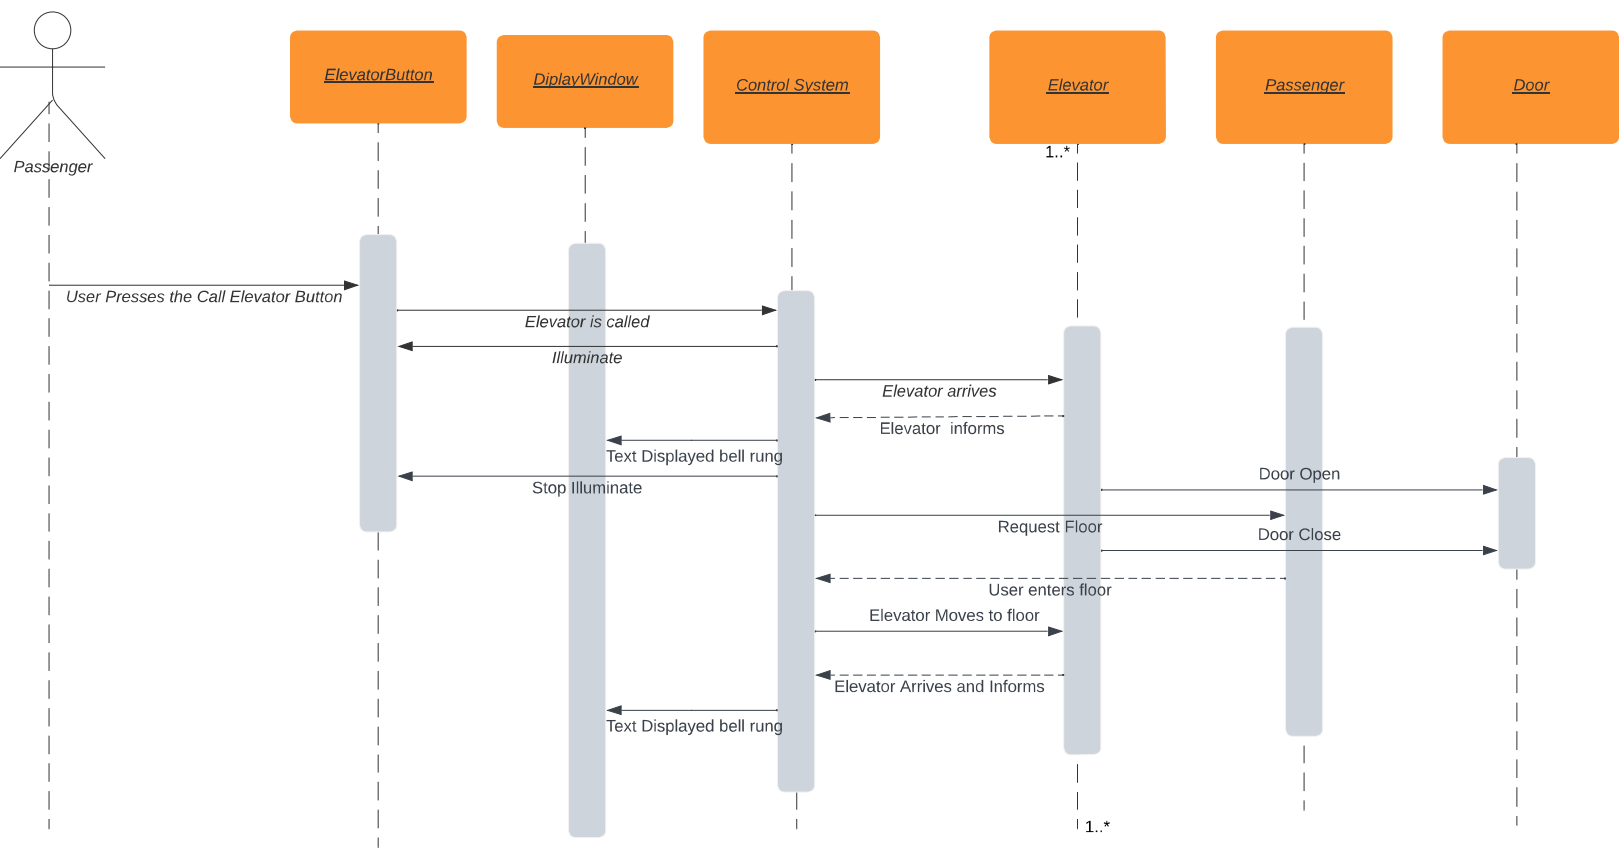 ElevatorButton
DiplayWindow
Control System
Elevator
Passenger
Door
1..*
Passenger
User Presses the Call Elevator Button
Elevator is called
Illuminate
Elevator arrives
Elevator  informs
Text Displayed bell rung
Door Open
Stop Illuminate
Request Floor
Door Close
User enters floor
Elevator Moves to floor
Elevator Arrives and Informs
Text Displayed bell rung
1..*